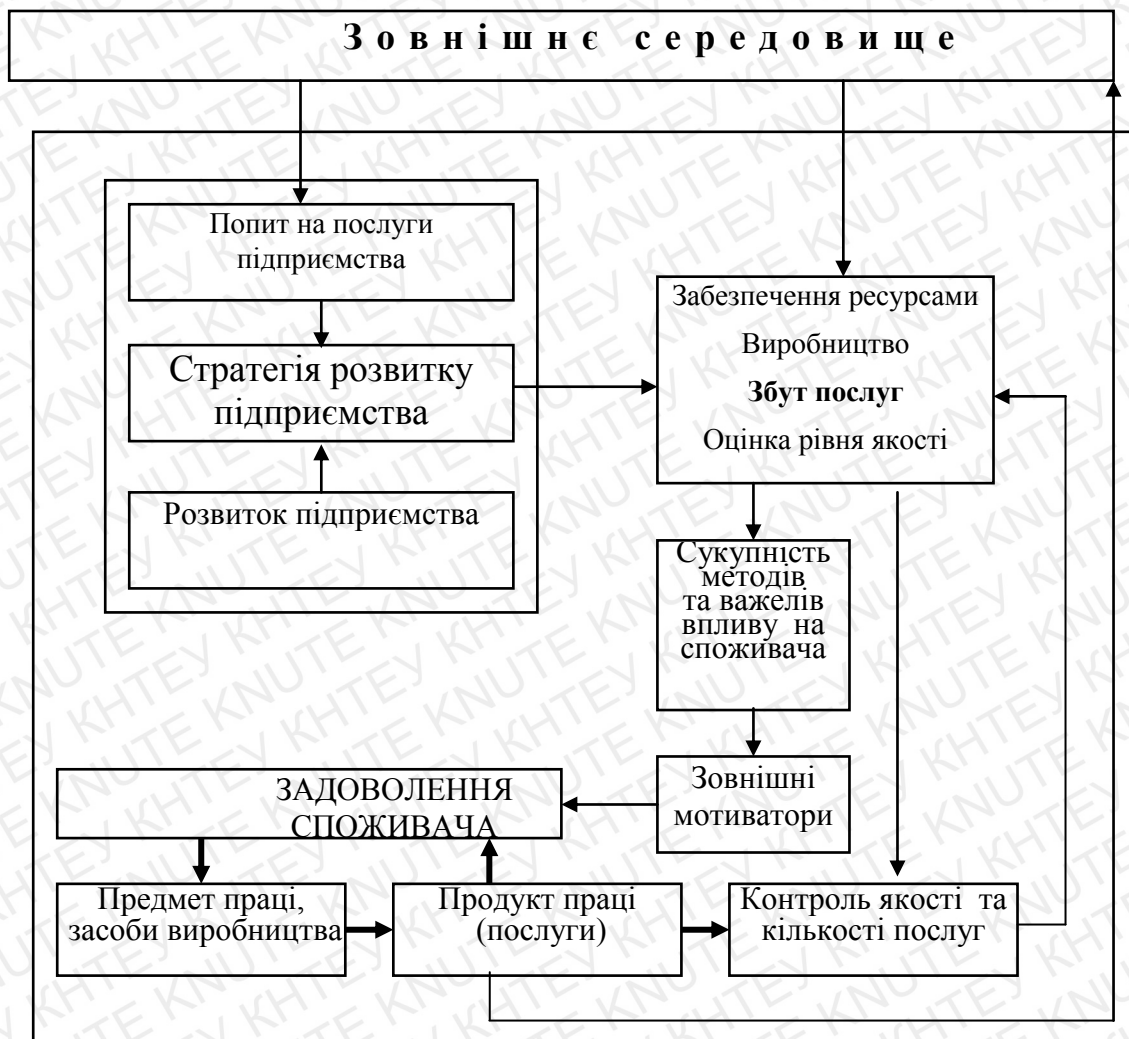 Зовнішнє середовище
Попит на послуги
підприємства
Стратегія розвитку
підприємства
Розвиток підприємства
Забезпечення ресурсами
Виробництво
Збут послуг
Оцінка рівня якості
Сукупність
методів
та важелів
впливу на
споживача
Зовнішні
мотиватори
ЗАДОВОЛЕННЯ
СПОЖИВАЧА
Предмет праці,
засоби виробництва
Продукт праці
(послуги)
Контроль якості та
кількості послуг